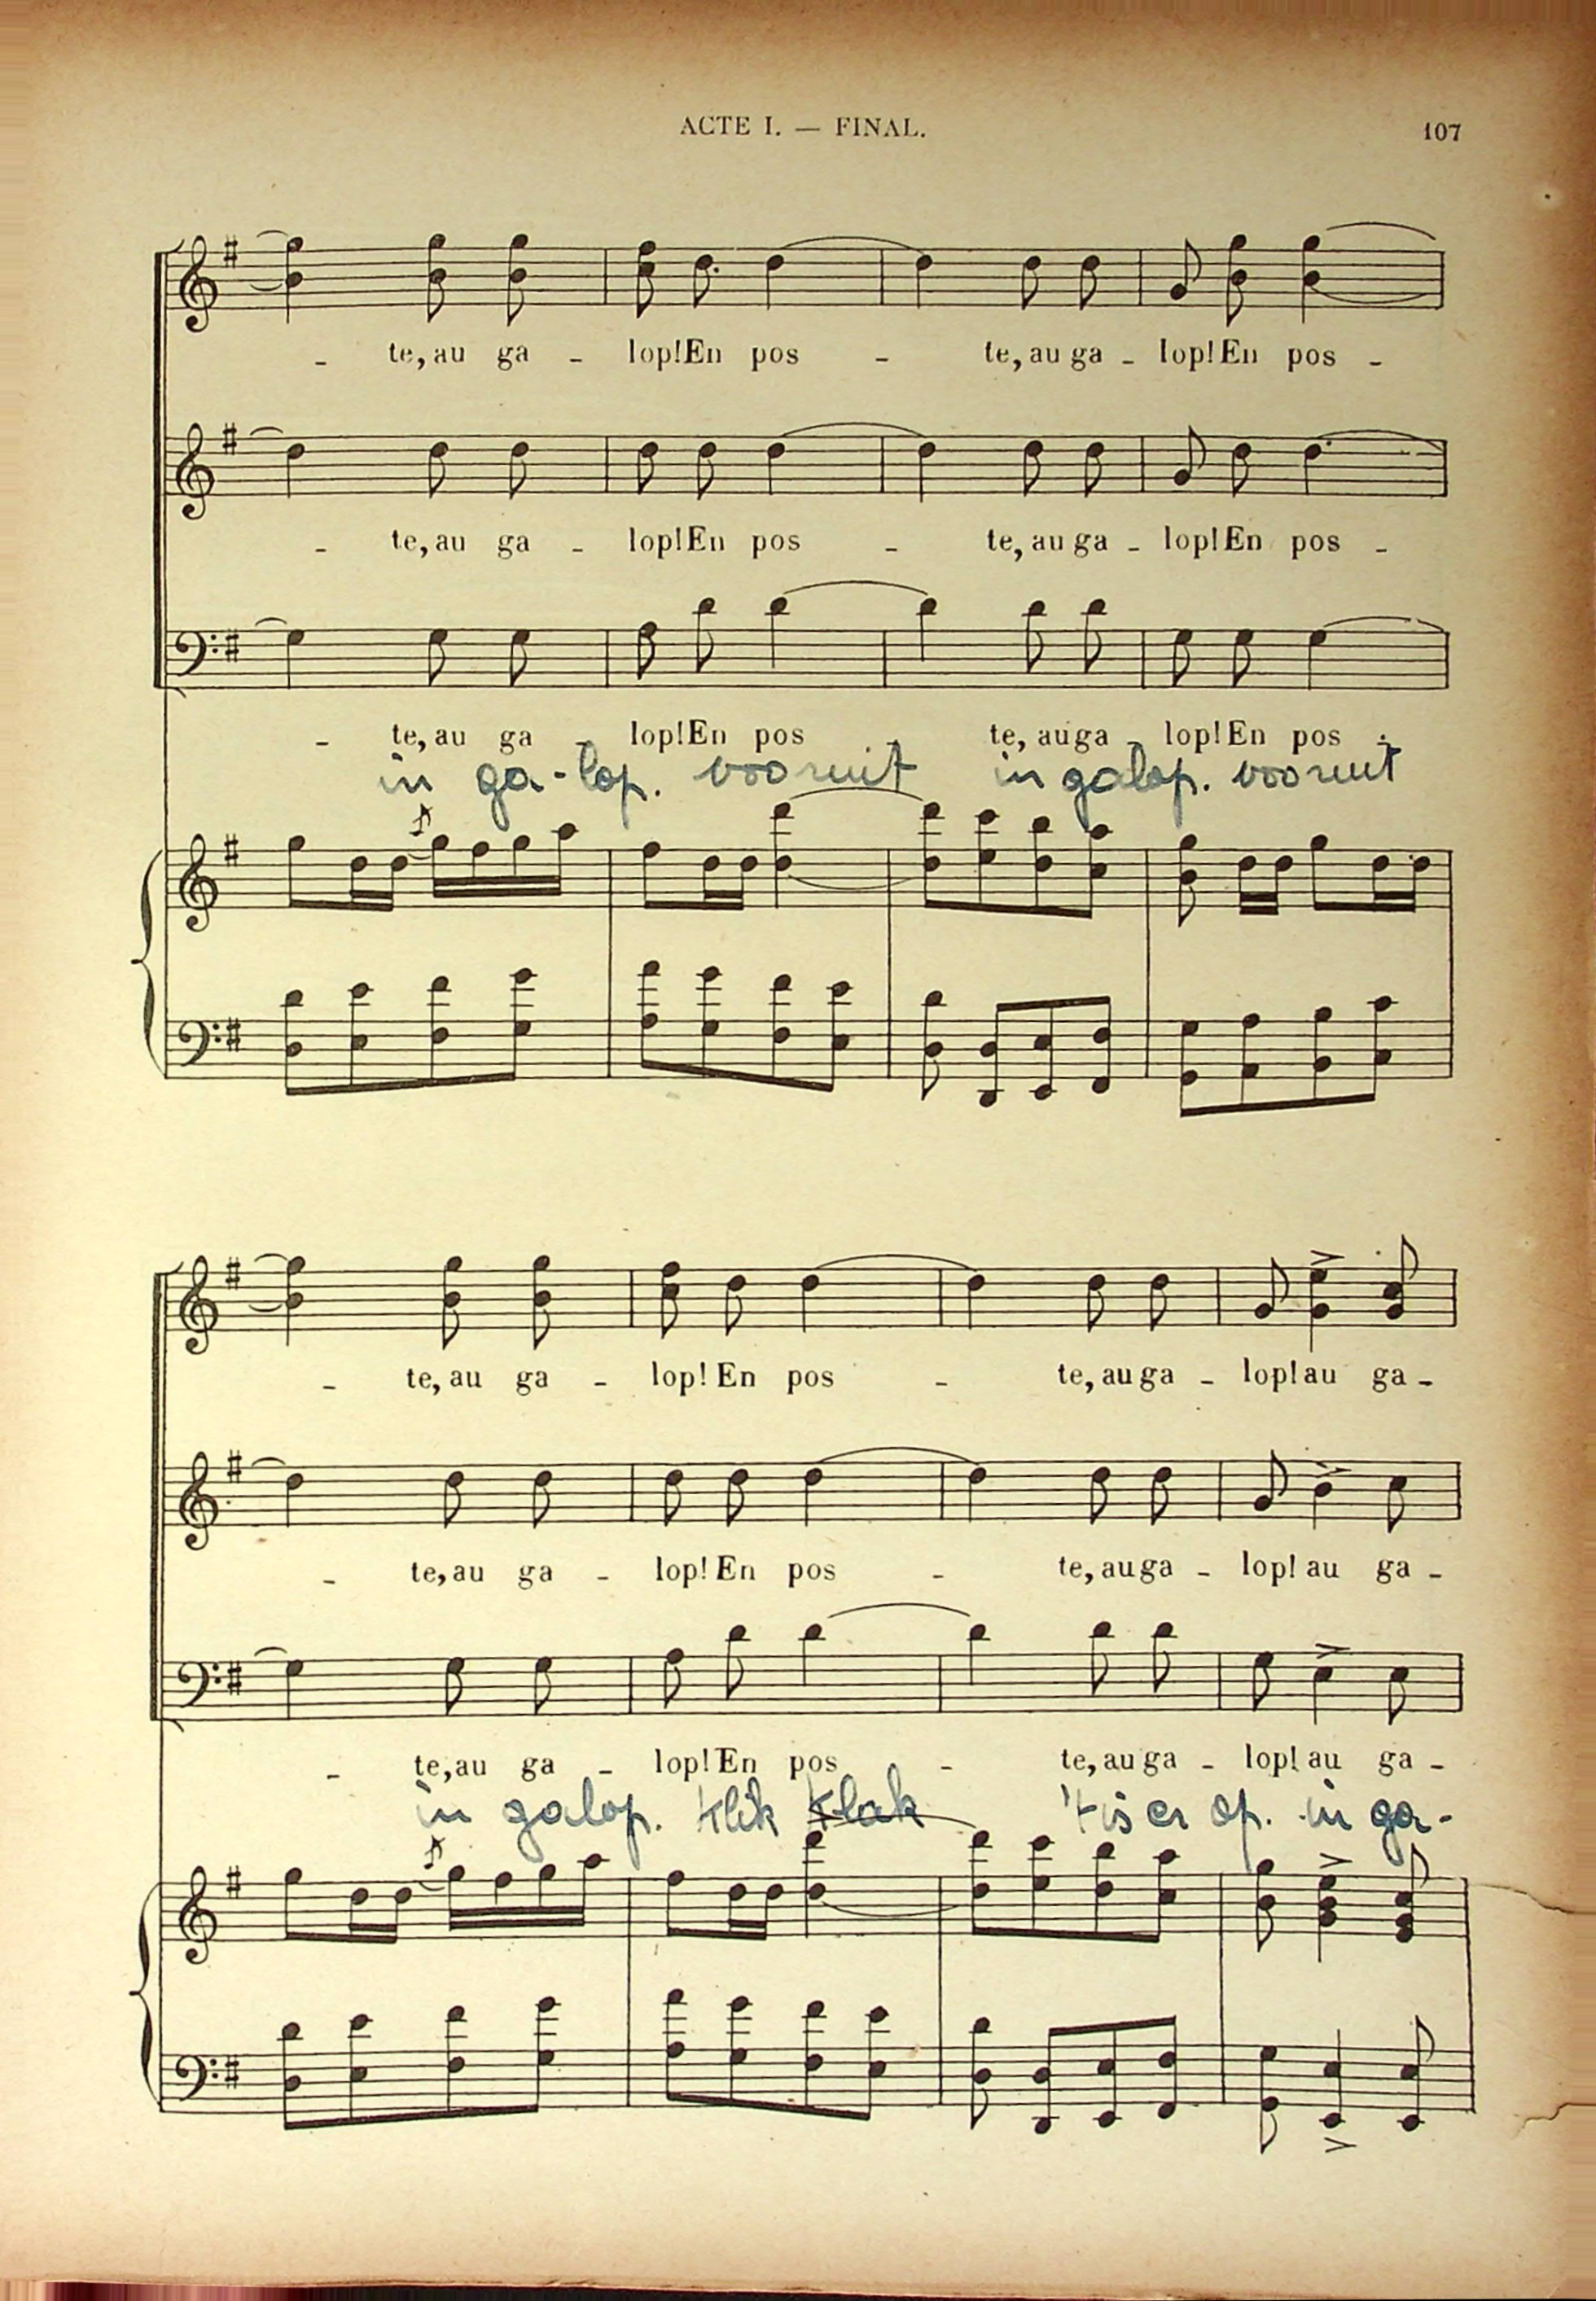 ACTE I. — FINAL. 107
- te, au ga - lop! En pos - te, au ga - lop! En pos -
- te, au ga - lop! En pos - te, au ga - lop! En pos -
- te, au ga - lop! En pos - te, au ga - lop! En pos -
in ga-lop. vooruit in galop. vooruit
- te, au ga - lop! En pos - te, au ga - lop! au ga -
- te, au ga - lop! En pos - te, au ga - lop! au ga -
- te, au ga - lop! En pos - te, au ga - lop! au ga -
in galop. Klik Klak 't is er op. in ga-